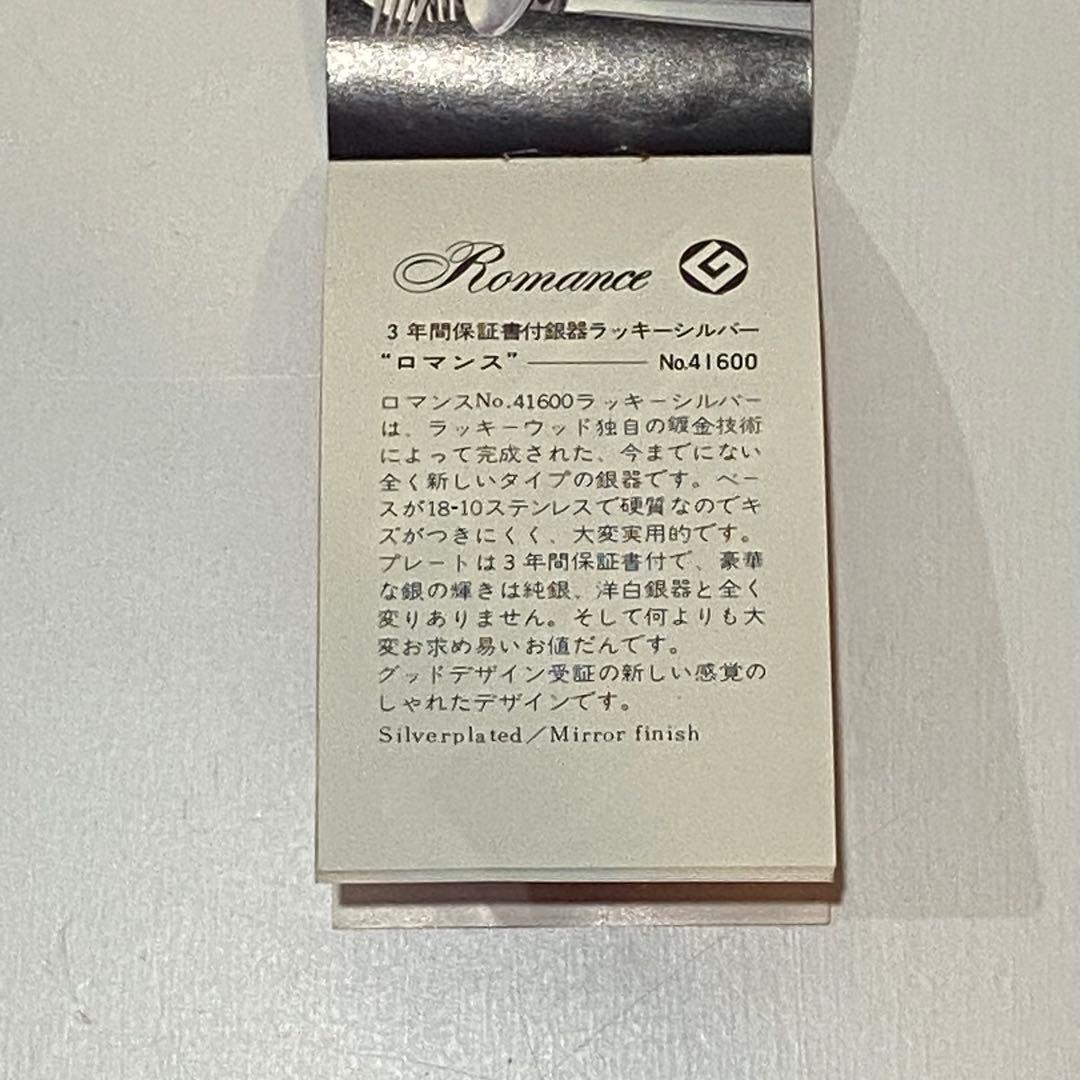 Romance
3年間保証書付銀器ラッキーシルバー
“ロマンス”――――― No.41600
ロマンスNo.41600ラッキーシルバー
は、ラッキーウッド独自の鍍金技術
によって完成された、今までにない
全く新しいタイプの銀器です。ベー
スが18-10ステンレスで硬質なのでキ
ズがつきにくく、大変実用的です。
プレートは3年間保証書付で、豪華
な銀の輝きは純銀、洋白銀器と全く
変りありません。そして何よりも大
変お求め易いお値だんです。
グッドデザイン受証の新しい感覚の
しゃれたデザインです。
Silverplated／Mirror finish